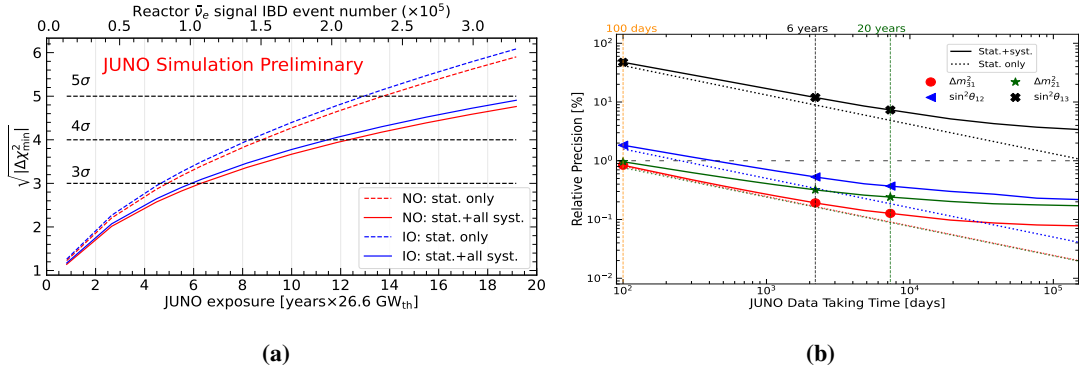 Reactor ν̄e signal IBD event number (×10⁵)
0.0 0.5 1.0 1.5 2.0 2.5 3.0
JUNO Simulation Preliminary
5σ
4σ
3σ
6
5
4
3
2
1
√|Δχ²min|
NO: stat. only
NO: stat.+all syst.
IO: stat. only
IO: stat.+all syst.
0 2 4 6 8 10 12 14 16 18 20
JUNO exposure [years×26.6 GWth]
(a)
100 days 6 years 20 years
Stat.+syst.
Stat. only
Δm²31 Δm²21
sin²θ12 sin²θ13
10²
10¹
10⁰
10⁻¹
10⁻²
Relative Precision [%]
10² 10³ 10⁴ 10⁵
JUNO Data Taking Time [days]
(b)